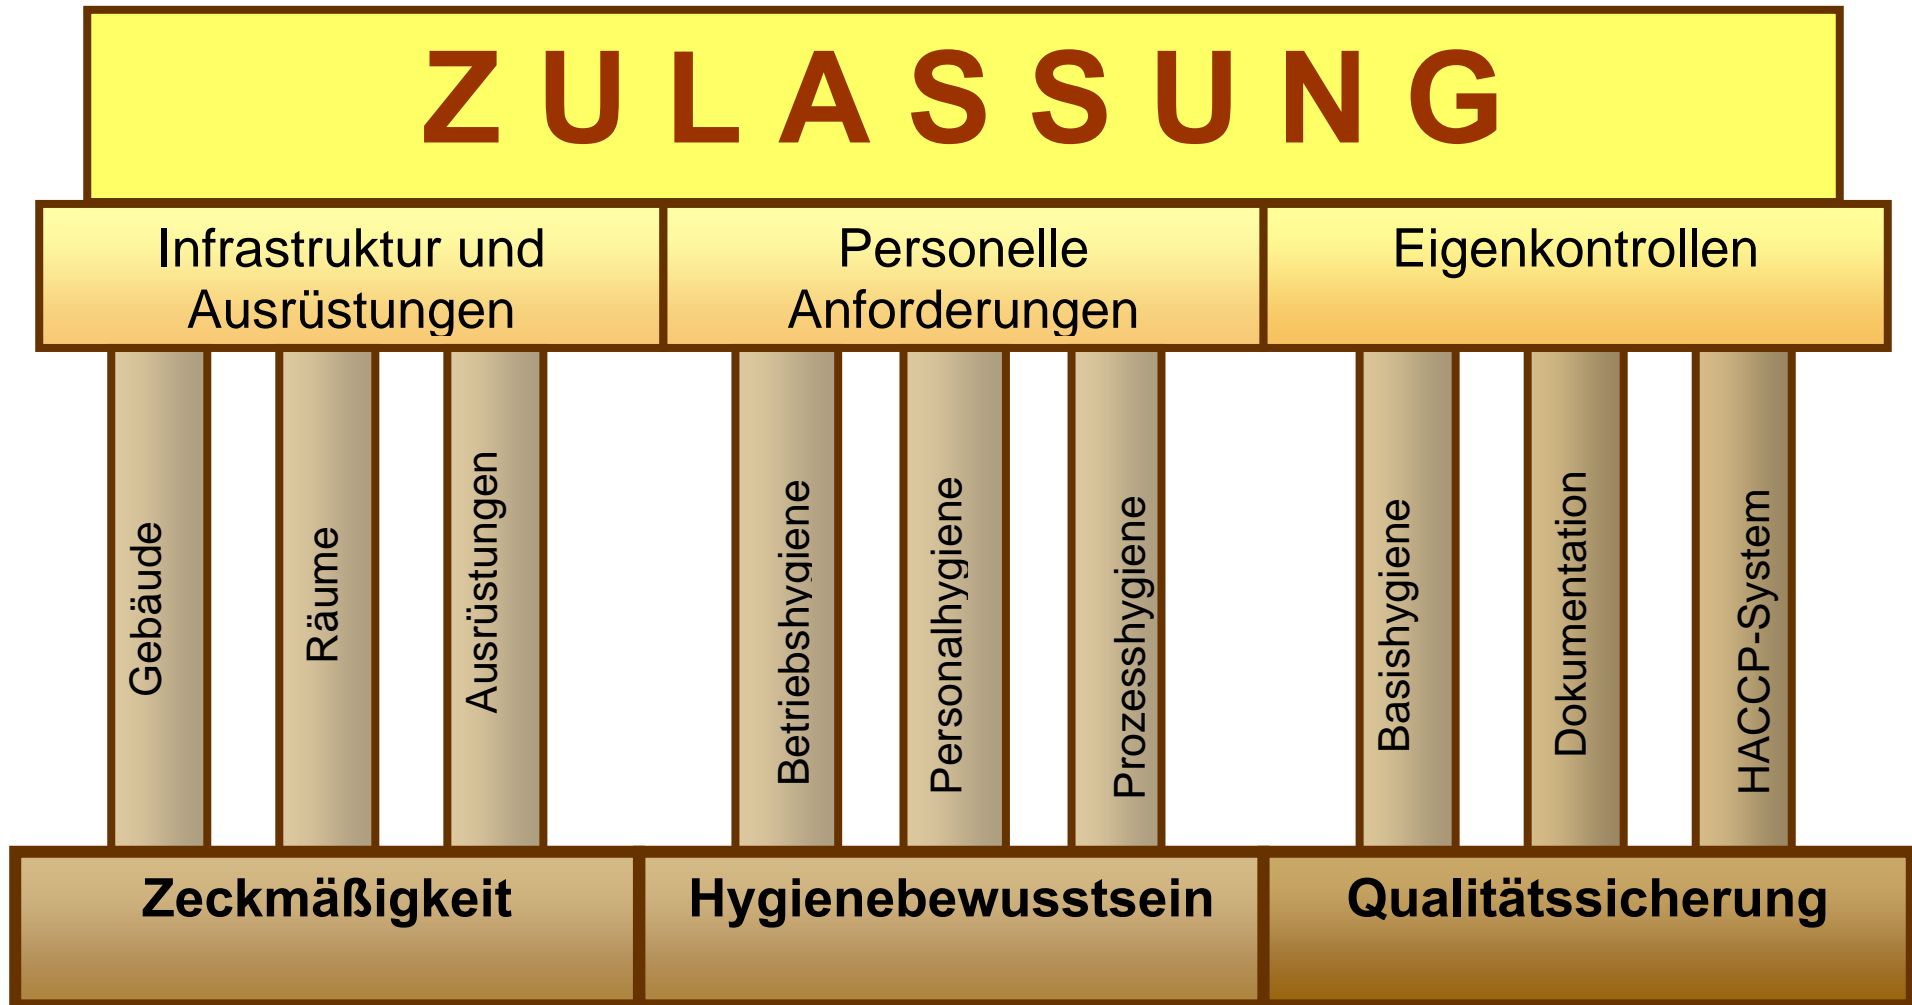 Z U L A S S U N G
Infrastruktur und
Ausrüstungen
Personelle
Anforderungen
Eigenkontrollen
Gebäude
Räume
Ausrüstungen
Betriebshygiene
Personalhygiene
Prozesshygiene
Basishygiene
Dokumentation
HACCP-System
Zeckmäßigkeit
Hygienebewusstsein
Qualitätssicherung